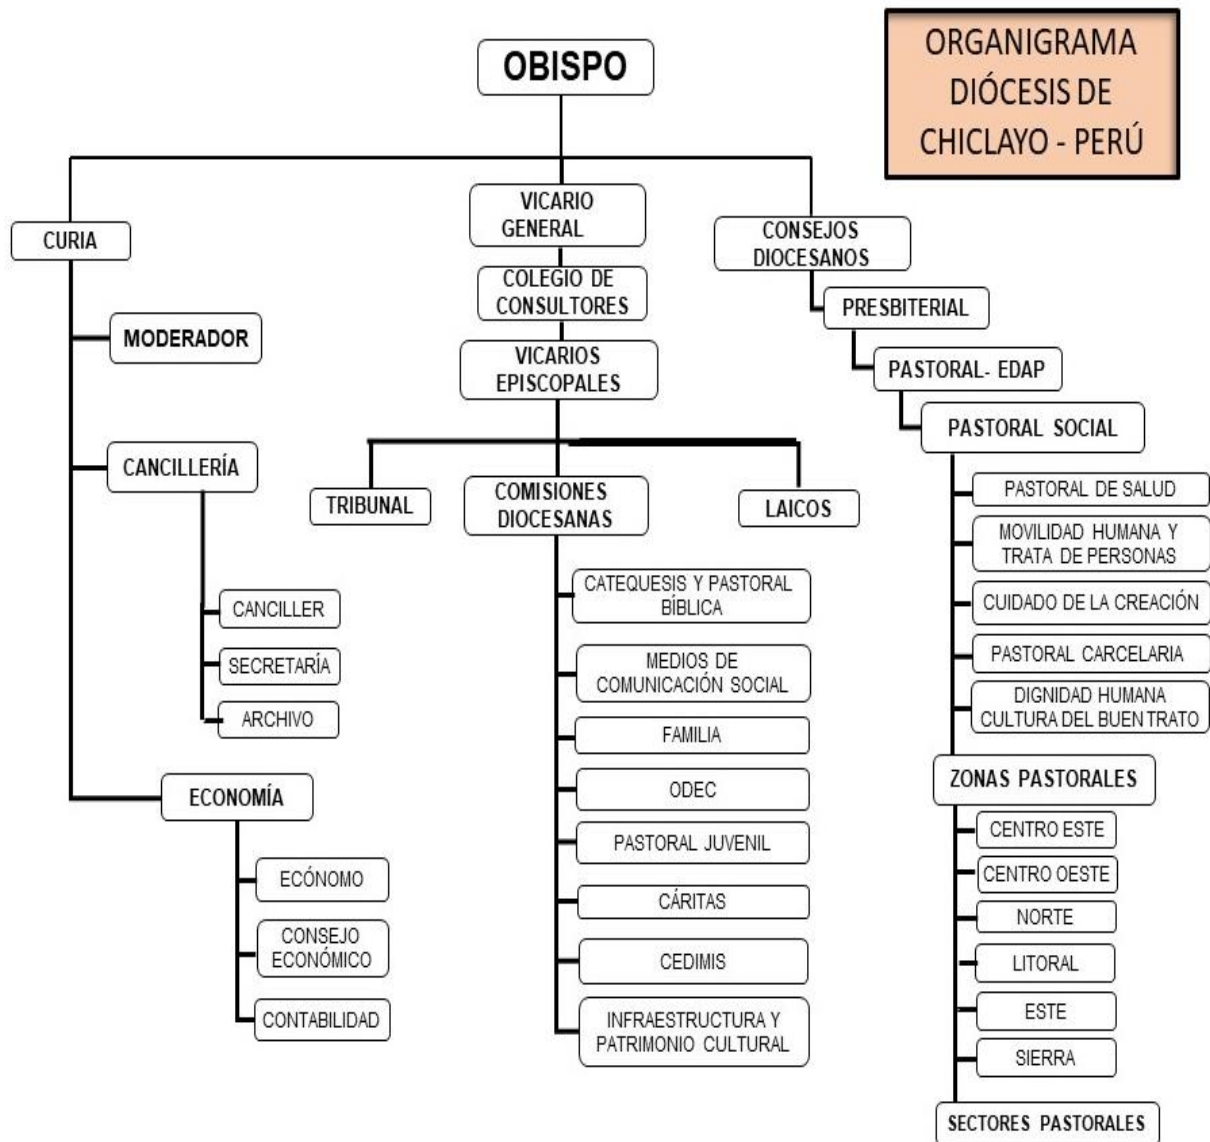 ORGANIGRAMA
DIÓCESIS DE
CHICLAYO - PERÚ
OBISPO
CURIA
MODERADOR
CANCILLERÍA
CANCILLER
SECRETARÍA
ARCHIVO
ECONOMÍA
ECÓNOMO
CONSEJO
ECONÓMICO
CONTABILIDAD
VICARIO
GENERAL
COLEGIO DE
CONSULTORES
VICARIOS
EPISCOPALES
TRIBUNAL
COMISIONES
DIOCESANAS
LAICOS
CATEQUESIS Y PASTORAL
BÍBLICA
MEDIOS DE
COMUNICACIÓN SOCIAL
FAMILIA
ODEC
PASTORAL JUVENIL
CÁRITAS
CEDIMIS
INFRAESTRUCTURA Y
PATRIMONIO CULTURAL
CONSEJOS
DIOCESANOS
PRESBITERIAL
PASTORAL- EDAP
PASTORAL SOCIAL
PASTORAL DE SALUD
MOVILIDAD HUMANA Y
TRATA DE PERSONAS
CUIDADO DE LA CREACIÓN
PASTORAL CARCELARIA
DIGNIDAD HUMANA
CULTURA DEL BUEN TRATO
ZONAS PASTORALES
CENTRO ESTE
CENTRO OESTE
NORTE
LITORAL
ESTE
SIERRA
SECTORES PASTORALES